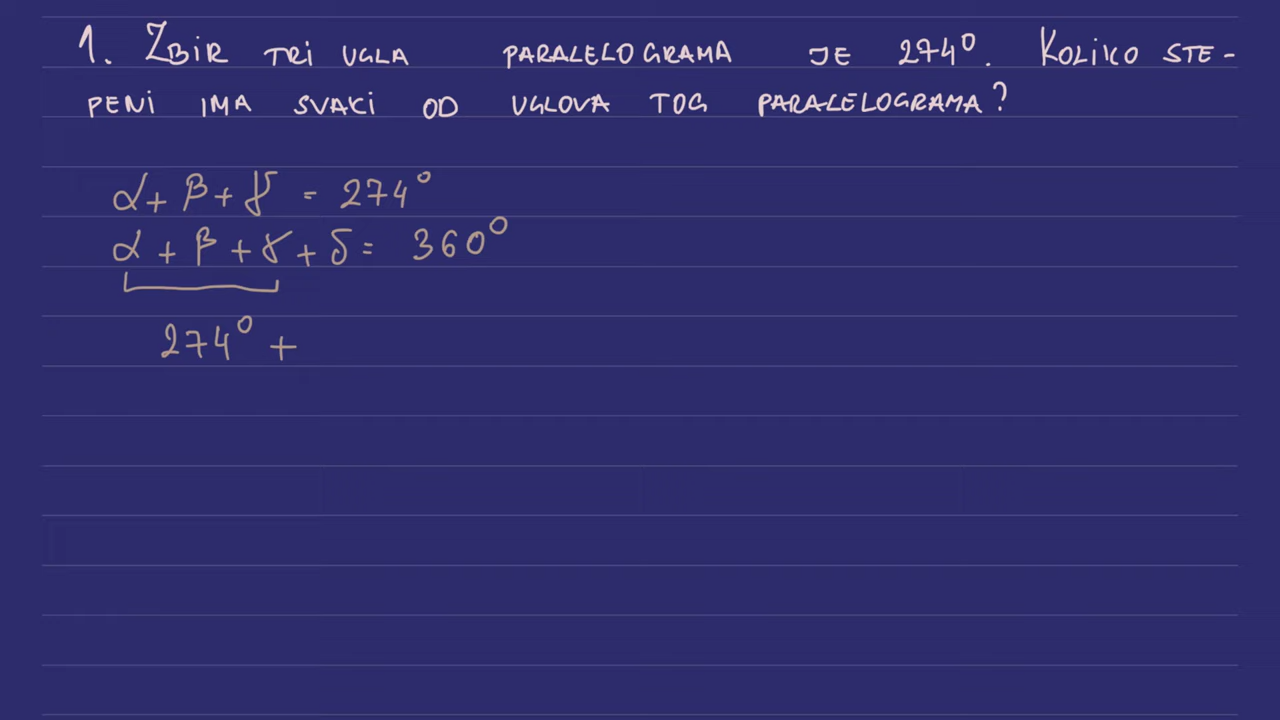 1. ZBIR TRI UGLA PARALELOGRAMA JE 274°. KOLIKO STE-
PENI IMA SVAKI OD UGLOVA TOG PARALELOGRAMA?
α + β + γ = 274°
α + β + γ + δ = 360°
274° +